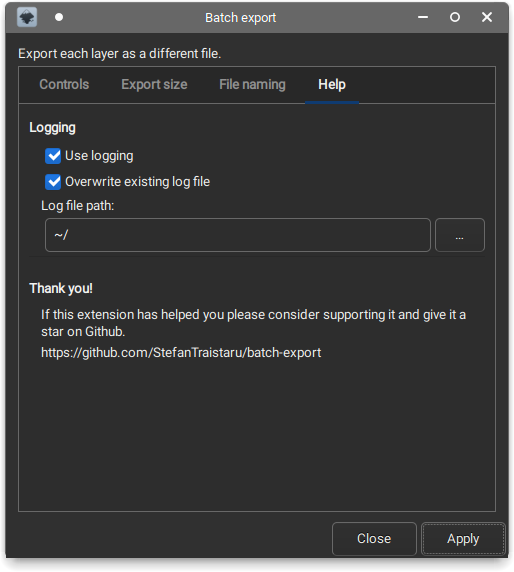 Batch export
Export each layer as a different file.
Controls
Export size
File naming
Help
Logging
Use logging
Overwrite existing log file
Log file path:
~/
...
Thank you!
If this extension has helped you please consider supporting it and give it a
star on Github.
https://github.com/StefanTraistaru/batch-export
Close
Apply